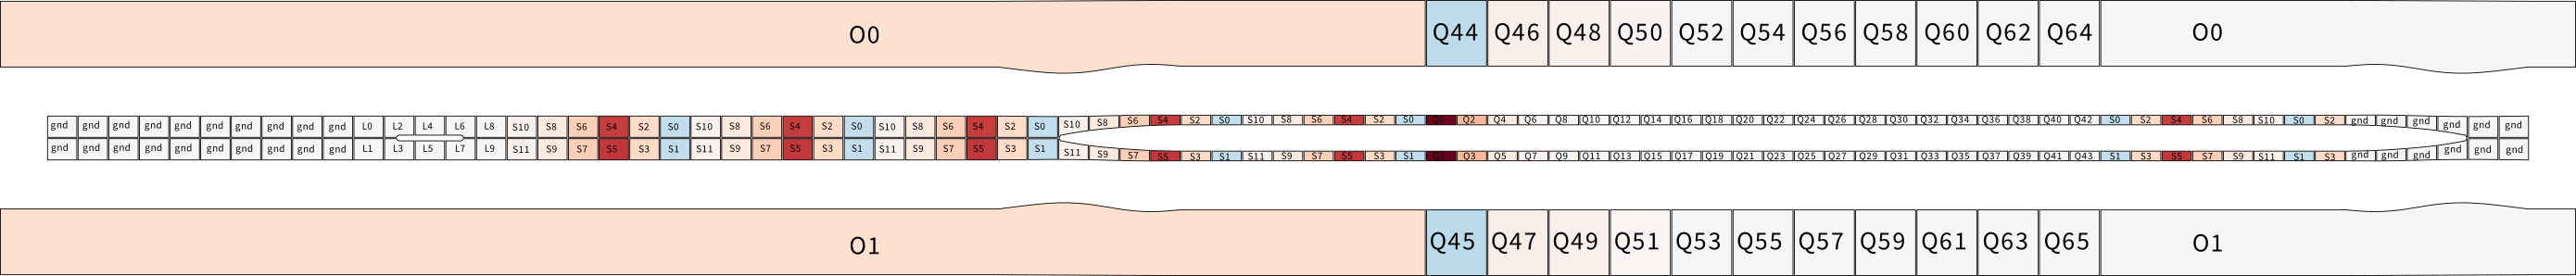 O0 Q44 Q46 Q48 Q50 Q52 Q54 Q56 Q58 Q60 Q62 Q64 O0
gnd gnd gnd gnd gnd gnd gnd gnd gnd gnd L0 L2 L4 L6 L8 S10 S8 S6 S4 S2 S0 S10 S8 S6 S4 S2 S0 S10 S8 S6 S4 S2 S0 S10 S8 S6 S4 S2 S0 S10 S8 S6 S4 S2 S0 Q0 Q2 Q4 Q6 Q8 Q10 Q12 Q14 Q16 Q18 Q20 Q22 Q24 Q26 Q28 Q30 Q32 Q34 Q36 Q38 Q40 Q42 S0 S2 S4 S6 S8 S10 S0 S2 gnd gnd gnd gnd gnd gnd
gnd gnd gnd gnd gnd gnd gnd gnd gnd gnd L1 L3 L5 L7 L9 S11 S9 S7 S5 S3 S1 S11 S9 S7 S5 S3 S1 S11 S9 S7 S5 S3 S1 S11 S9 S7 S5 S3 S1 S11 S9 S7 S5 S3 S1 Q1 Q3 Q5 Q7 Q9 Q11 Q13 Q15 Q17 Q19 Q21 Q23 Q25 Q27 Q29 Q31 Q33 Q35 Q37 Q39 Q41 Q43 S1 S3 S5 S7 S9 S11 S1 S3 gnd gnd gnd gnd gnd gnd
O1 Q45 Q47 Q49 Q51 Q53 Q55 Q57 Q59 Q61 Q63 Q65 O1